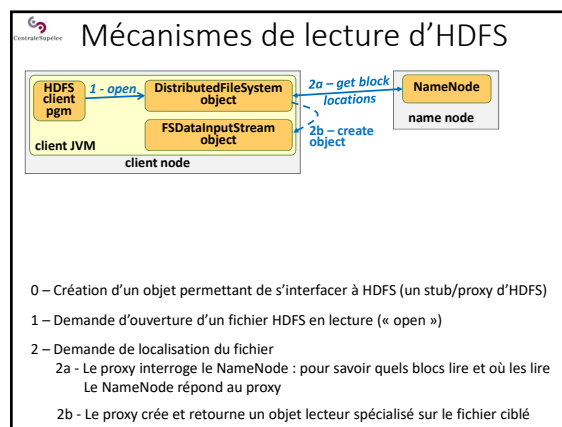 CentraleSupélec
Mécanismes de lecture d’HDFS
HDFS
client
pgm
1 - open
DistributedFileSystem
object
2a – get block
locations
NameNode
name node
FSDataInputStream
object
2b – create
object
client JVM
client node
0 – Création d’un objet permettant de s’interfacer à HDFS (un stub/proxy d’HDFS)
1 – Demande d’ouverture d’un fichier HDFS en lecture (« open »)
2 – Demande de localisation du fichier
2a - Le proxy interroge le NameNode : pour savoir quels blocs lire et où les lire
Le NameNode répond au proxy
2b - Le proxy crée et retourne un objet lecteur spécialisé sur le fichier ciblé